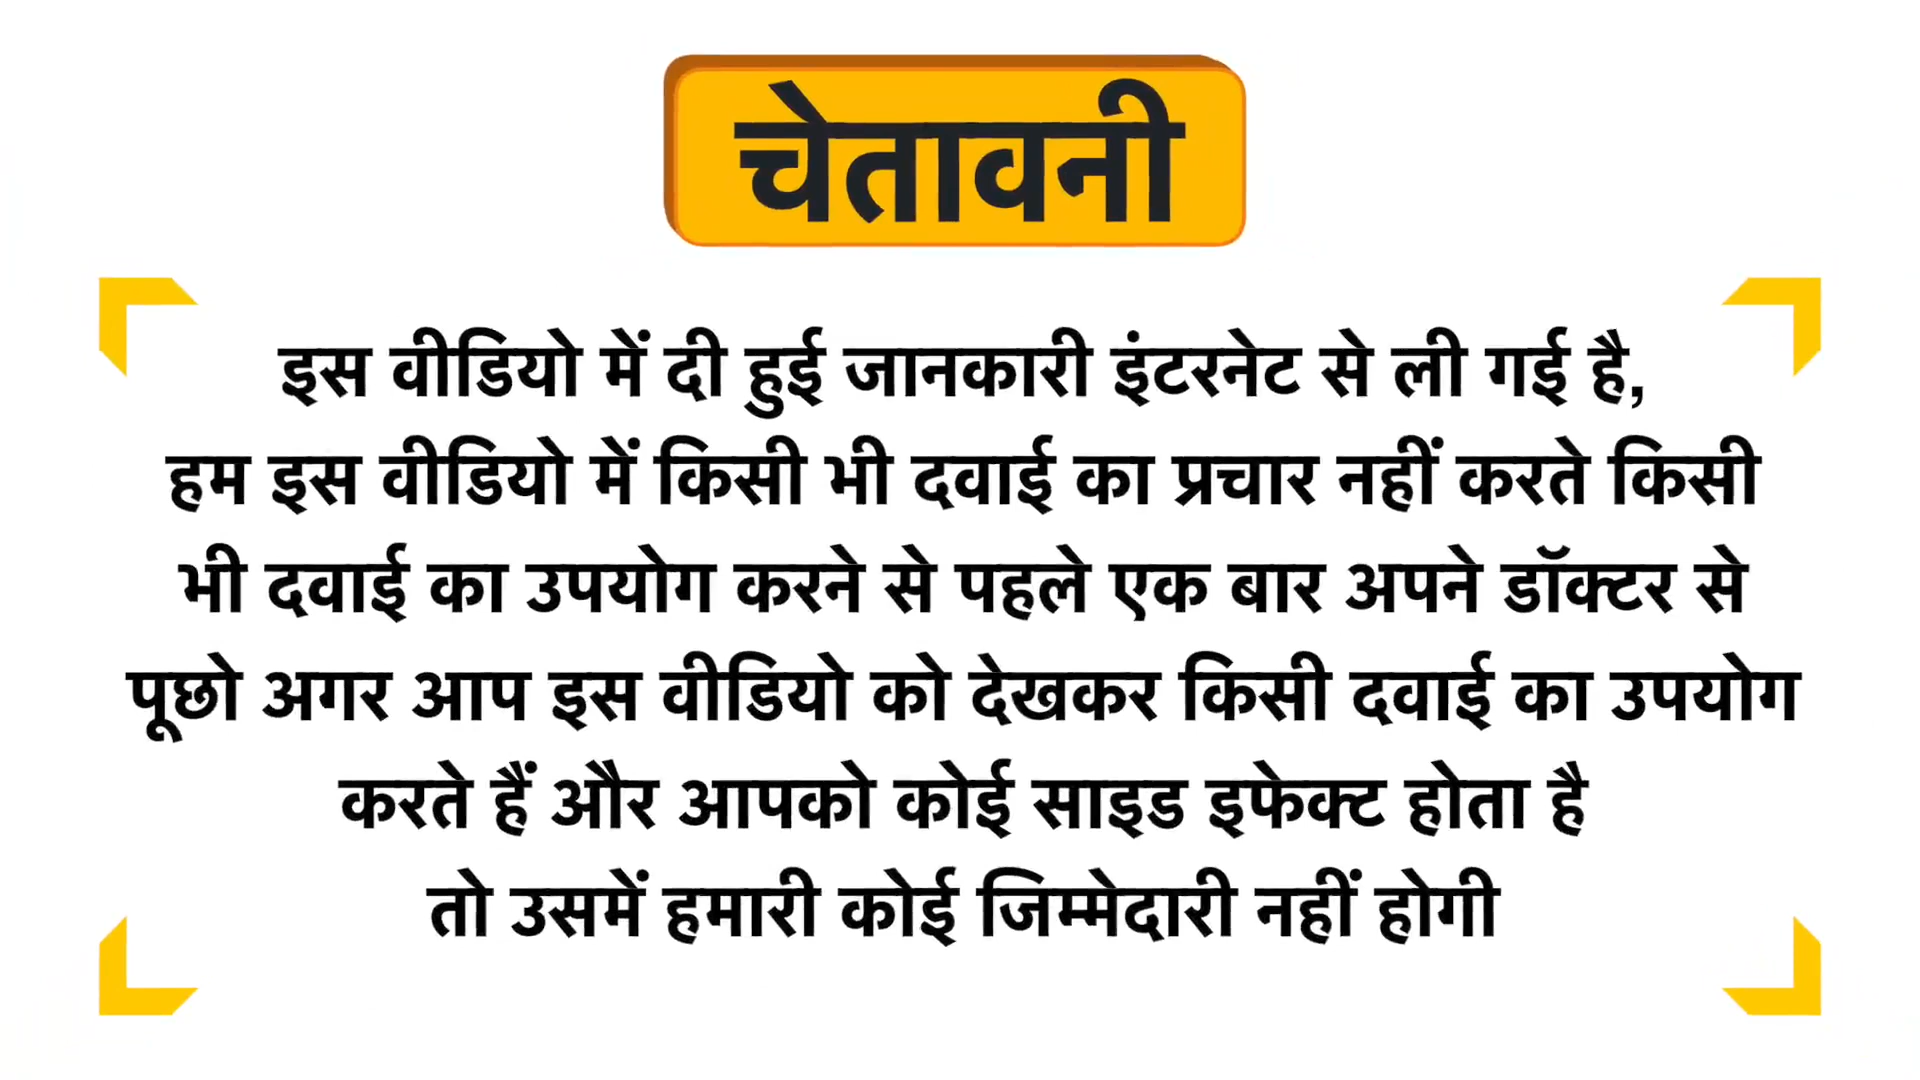 चेतावनी
इस वीडियो में दी हुई जानकारी इंटरनेट से ली गई है,
हम इस वीडियो में किसी भी दवाई का प्रचार नहीं करते किसी
भी दवाई का उपयोग करने से पहले एक बार अपने डॉक्टर से
पूछो अगर आप इस वीडियो को देखकर किसी दवाई का उपयोग
करते हैं और आपको कोई साइड इफेक्ट होता है
तो उसमें हमारी कोई जिम्मेदारी नहीं होगी